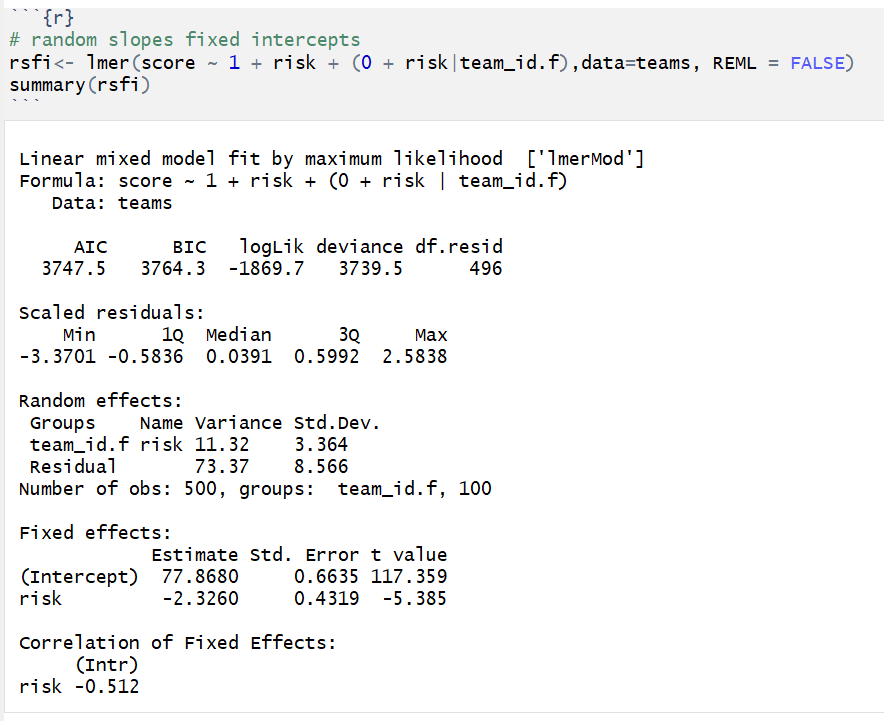 ```{r}
# random slopes fixed intercepts
rsfi<- lmer(score ~ 1 + risk + (0 + risk|team_id.f),data=teams, REML = FALSE)
summary(rsfi)
```
Linear mixed model fit by maximum likelihood  ['lmerMod']
Formula: score ~ 1 + risk + (0 + risk | team_id.f)
   Data: teams
     AIC      BIC   logLik deviance df.resid
  3747.5   3764.3  -1869.7   3739.5      496
Scaled residuals:
    Min      1Q  Median      3Q     Max
-3.3701 -0.5836  0.0391  0.5992  2.5838
Random effects:
 Groups    Name Variance Std.Dev.
 team_id.f risk 11.32    3.364
 Residual       73.37    8.566
Number of obs: 500, groups:  team_id.f, 100
Fixed effects:
            Estimate Std. Error t value
(Intercept)  77.8680     0.6635 117.359
risk         -2.3260     0.4319  -5.385
Correlation of Fixed Effects:
     (Intr)
risk -0.512